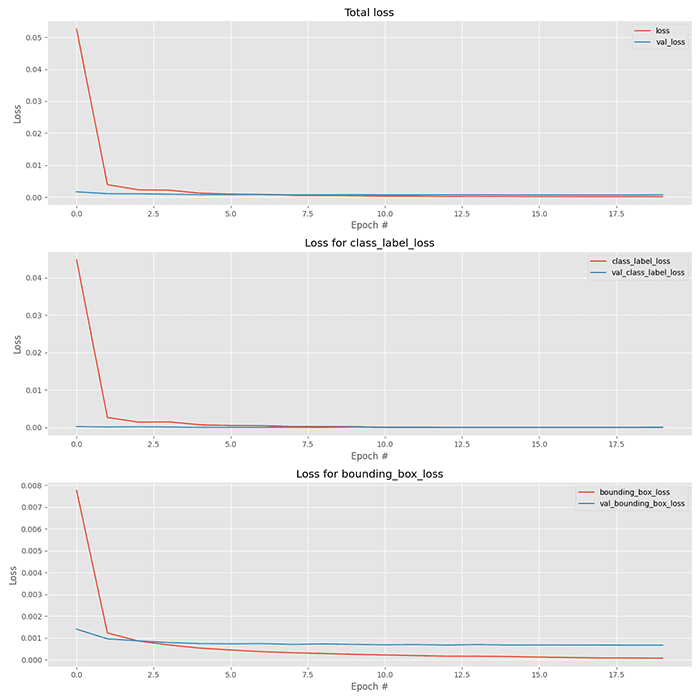 Total loss
0.05
0.04
0.03
0.02
0.01
0.00
Loss
loss
val_loss
0.0 2.5 5.0 7.5 10.0 12.5 15.0 17.5
Epoch #
Loss for class_label_loss
0.04
0.03
0.02
0.01
0.00
Loss
class_label_loss
val_class_label_loss
0.0 2.5 5.0 7.5 10.0 12.5 15.0 17.5
Epoch #
Loss for bounding_box_loss
0.008
0.007
0.006
0.005
0.004
0.003
0.002
0.001
0.000
Loss
bounding_box_loss
val_bounding_box_loss
0.0 2.5 5.0 7.5 10.0 12.5 15.0 17.5
Epoch #